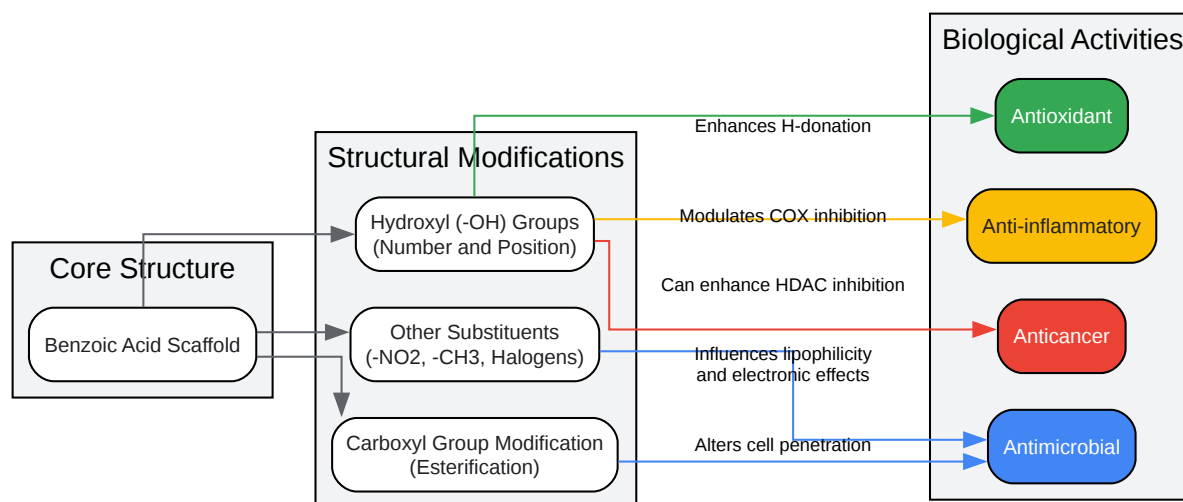 Core Structure
Benzoic Acid Scaffold
Structural Modifications
Hydroxyl (-OH) Groups
(Number and Position)
Other Substituents
(-NO2, -CH3, Halogens)
Carboxyl Group Modification
(Esterification)
Enhances H-donation
Modulates COX inhibition
Can enhance HDAC inhibition
Influences lipophilicity
and electronic effects
Alters cell penetration
Biological Activities
Antioxidant
Anti-inflammatory
Anticancer
Antimicrobial